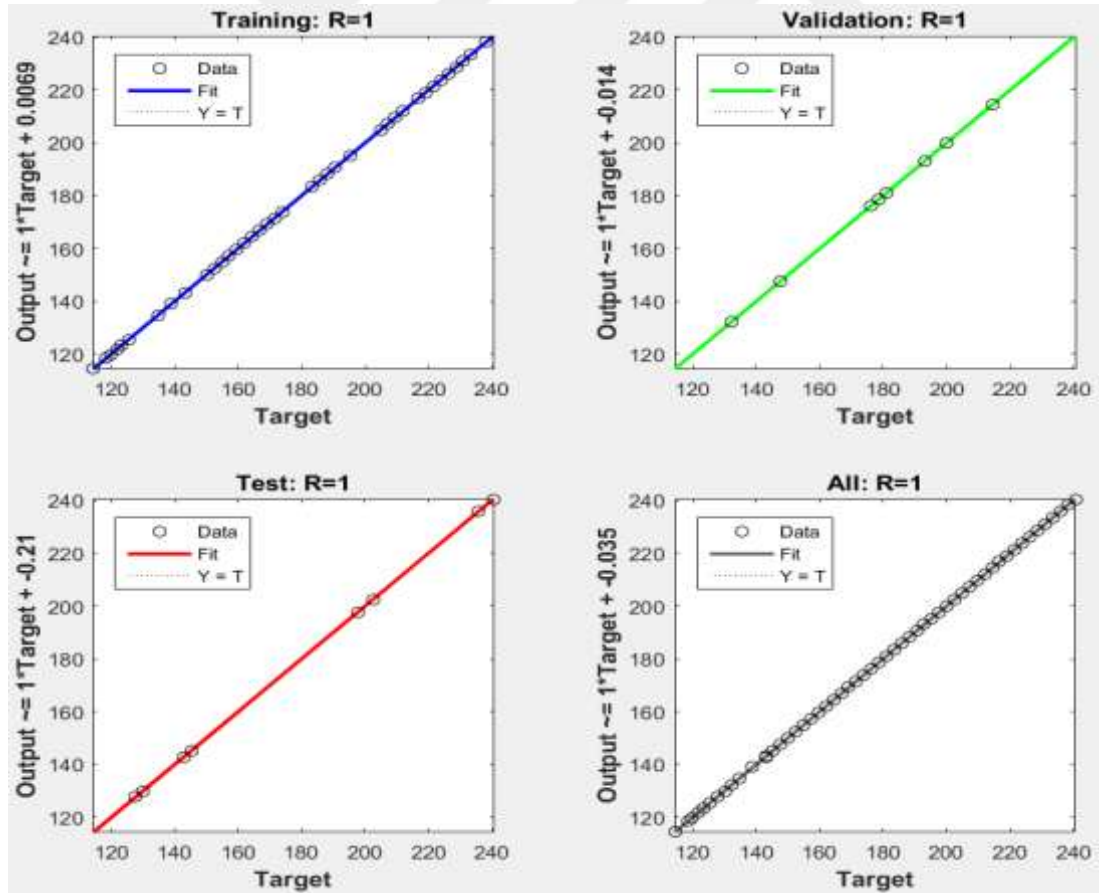 Training: R=1
Output ~= 1*Target + 0.0069
240
220
200
180
160
140
120
Data
Fit
Y = T
120 140 160 180 200 220 240
Target
Validation: R=1
Output ~= 1*Target + -0.014
240
220
200
180
160
140
120
Data
Fit
Y = T
120 140 160 180 200 220 240
Target
Test: R=1
Output ~= 1*Target + -0.21
240
220
200
180
160
140
120
Data
Fit
Y = T
120 140 160 180 200 220 240
Target
All: R=1
Output ~= 1*Target + -0.035
240
220
200
180
160
140
120
Data
Fit
Y = T
120 140 160 180 200 220 240
Target